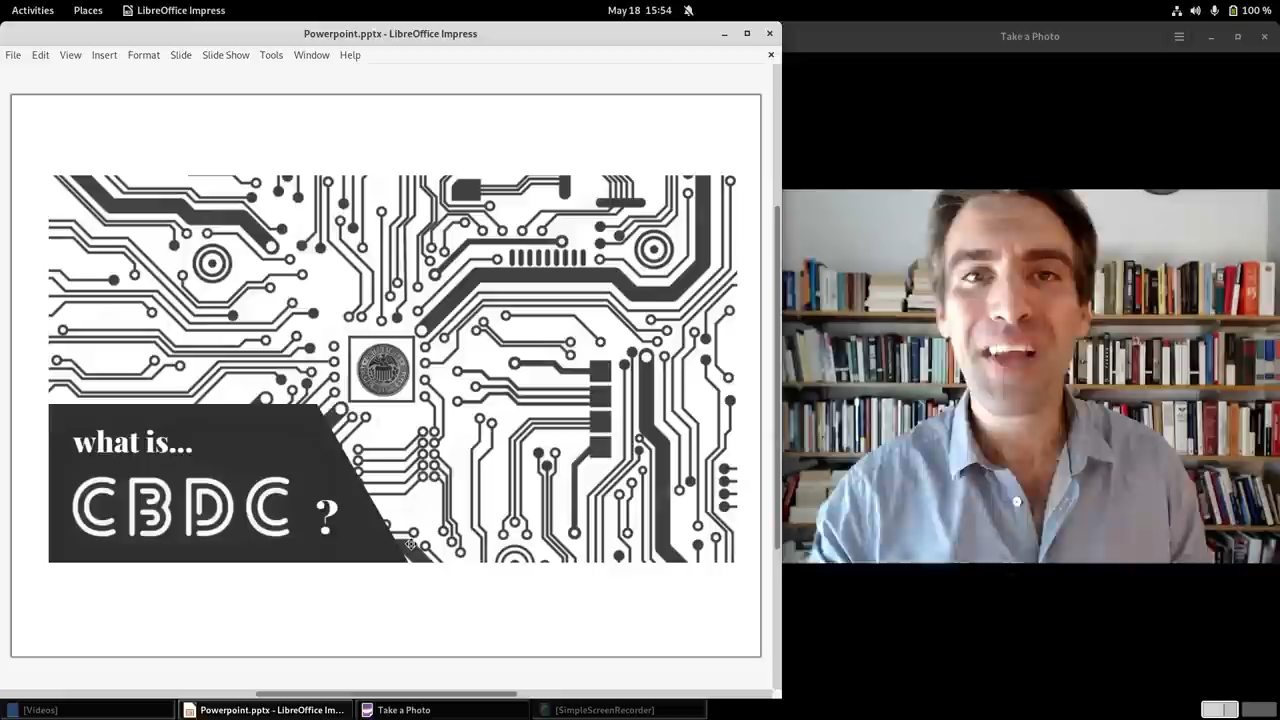 Activities Places LibreOffice Impress May 18 15:54 100 %
Powerpoint.pptx - LibreOffice Impress
Take a Photo
File Edit View Insert Format Slide Slide Show Tools Window Help
what is...
CBDC ?
[Videos] Powerpoint.pptx - LibreOffice Im... Take a Photo [SimpleScreenRecorder]